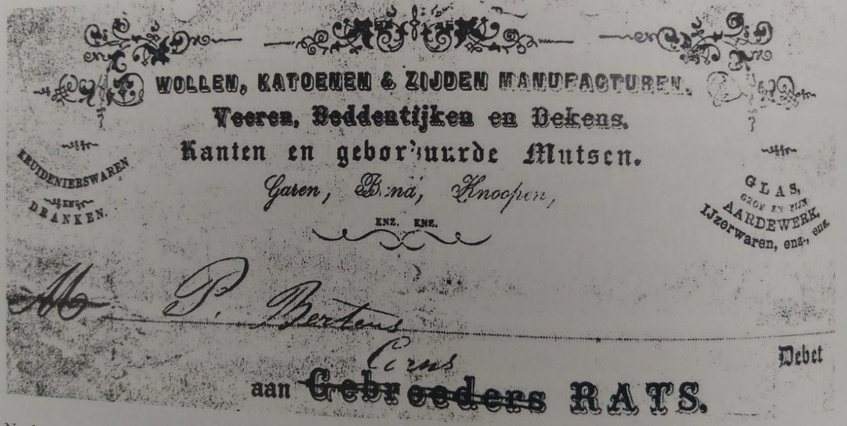 WOLLEN, KATOENEN & ZIJDEN MANUFACTUREN.
Veeren, Beddentijken en Dekens.
Kanten en geborduurde Mutsen.
Garen, Band, Knoopen,
ENZ. ENZ.
KRUIDENIERSWAREN
EN
DRANKEN.
GLAS,
GROF EN FIJN
AARDEWERK,
IJzerwaren, enz., enz.
M P. Bertens
Debet
Corns
aan Gebroeders RATS.